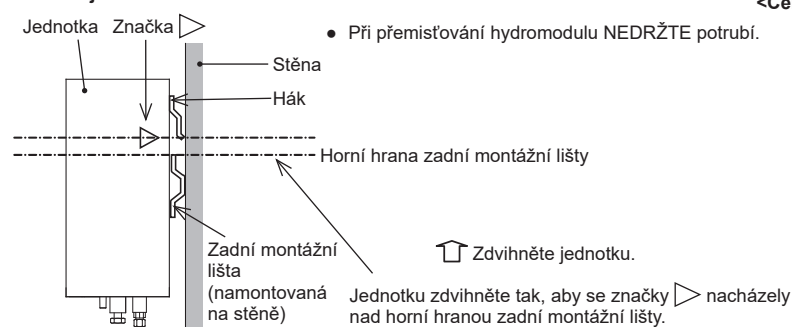 <Ce
Jednotka Značka
● Při přemisťování hydromodulu NEDRŽTE potrubí.
Stěna
Hák
Horní hrana zadní montážní lišty
Zadní montážní
lišta
(namontovaná
na stěně)
Zdvihněte jednotku.
Jednotku zdvihněte tak, aby se značky nacházely
nad horní hranou zadní montážní lišty.